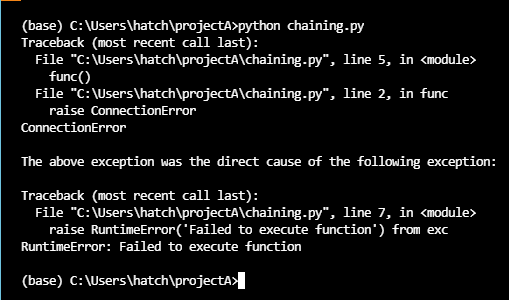 (base) C:\Users\hatch\projectA>python chaining.py
Traceback (most recent call last):
  File "C:\Users\hatch\projectA\chaining.py", line 5, in <module>
    func()
  File "C:\Users\hatch\projectA\chaining.py", line 2, in func
    raise ConnectionError
ConnectionError

The above exception was the direct cause of the following exception:

Traceback (most recent call last):
  File "C:\Users\hatch\projectA\chaining.py", line 7, in <module>
    raise RuntimeError('Failed to execute function') from exc
RuntimeError: Failed to execute function

(base) C:\Users\hatch\projectA>